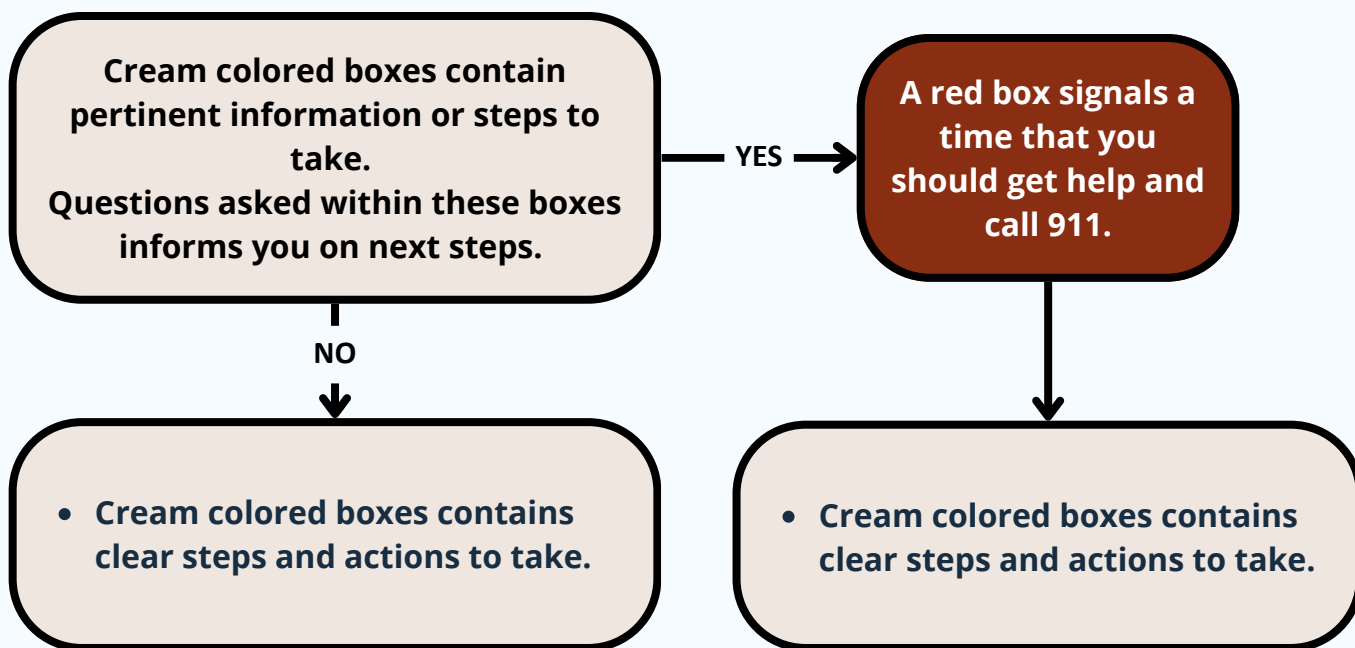 Cream colored boxes contain
pertinent information or steps to
take.
Questions asked within these boxes
informs you on next steps.
YES
A red box signals a
time that you
should get help and
call 911.
NO
• Cream colored boxes contains
clear steps and actions to take.
• Cream colored boxes contains
clear steps and actions to take.